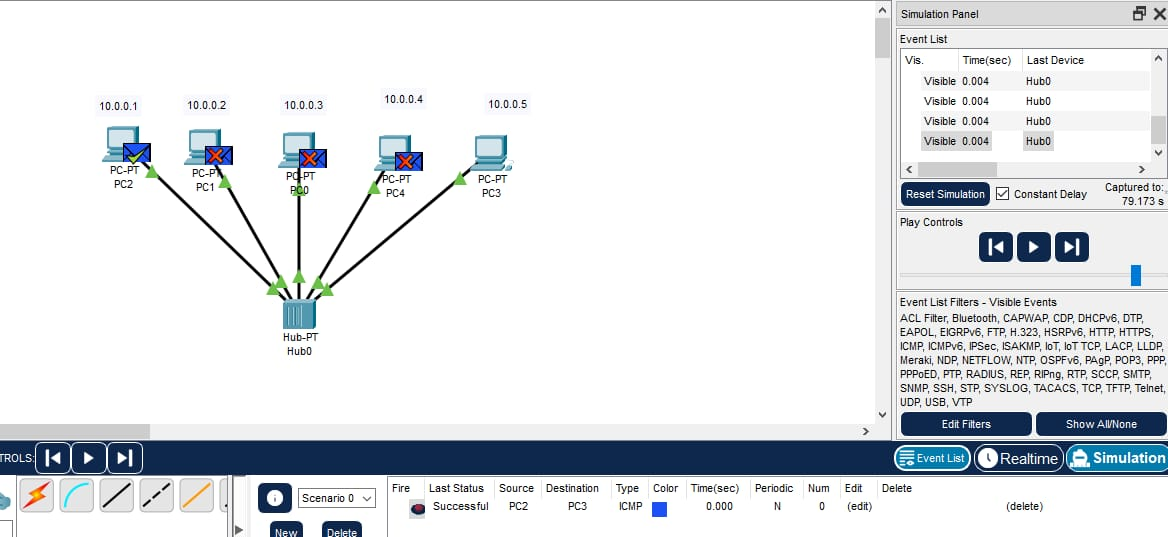 Simulation Panel
Event List
Vis. Time(sec) Last Device
Visible 0.004 Hub0
Visible 0.004 Hub0
Visible 0.004 Hub0
Visible 0.004 Hub0
Reset Simulation Constant Delay Captured to:
79.173 s
Play Controls
Event List Filters - Visible Events
ACL Filter, Bluetooth, CAPWAP, CDP, DHCPv6, DTP,
EAPOL, EIGRPv6, FTP, H.323, HSRPv6, HTTP, HTTPS,
ICMP, ICMPv6, IPSec, ISAKMP, IoT, IoT TCP, LACP, LLDP,
Meraki, NDP, NETFLOW, NTP, OSPFv6, PAgP, POP3, PPP,
PPPoED, PTP, RADIUS, REP, RIPng, RTP, SCCP, SMTP,
SNMP, SSH, STP, SYSLOG, TACACS, TCP, TFTP, Telnet,
UDP, USB, VTP
Edit Filters Show All/None
10.0.0.1 10.0.0.2 10.0.0.3 10.0.0.4 10.0.0.5
PC-PT PC-PT PC-PT PC-PT PC-PT
PC2 PC1 PC0 PC4 PC3
Hub-PT
Hub0
TROLS: Event List Realtime Simulation
Scenario 0
New Delete
Fire Last Status Source Destination Type Color Time(sec) Periodic Num Edit Delete
Successful PC2 PC3 ICMP 0.000 N 0 (edit) (delete)